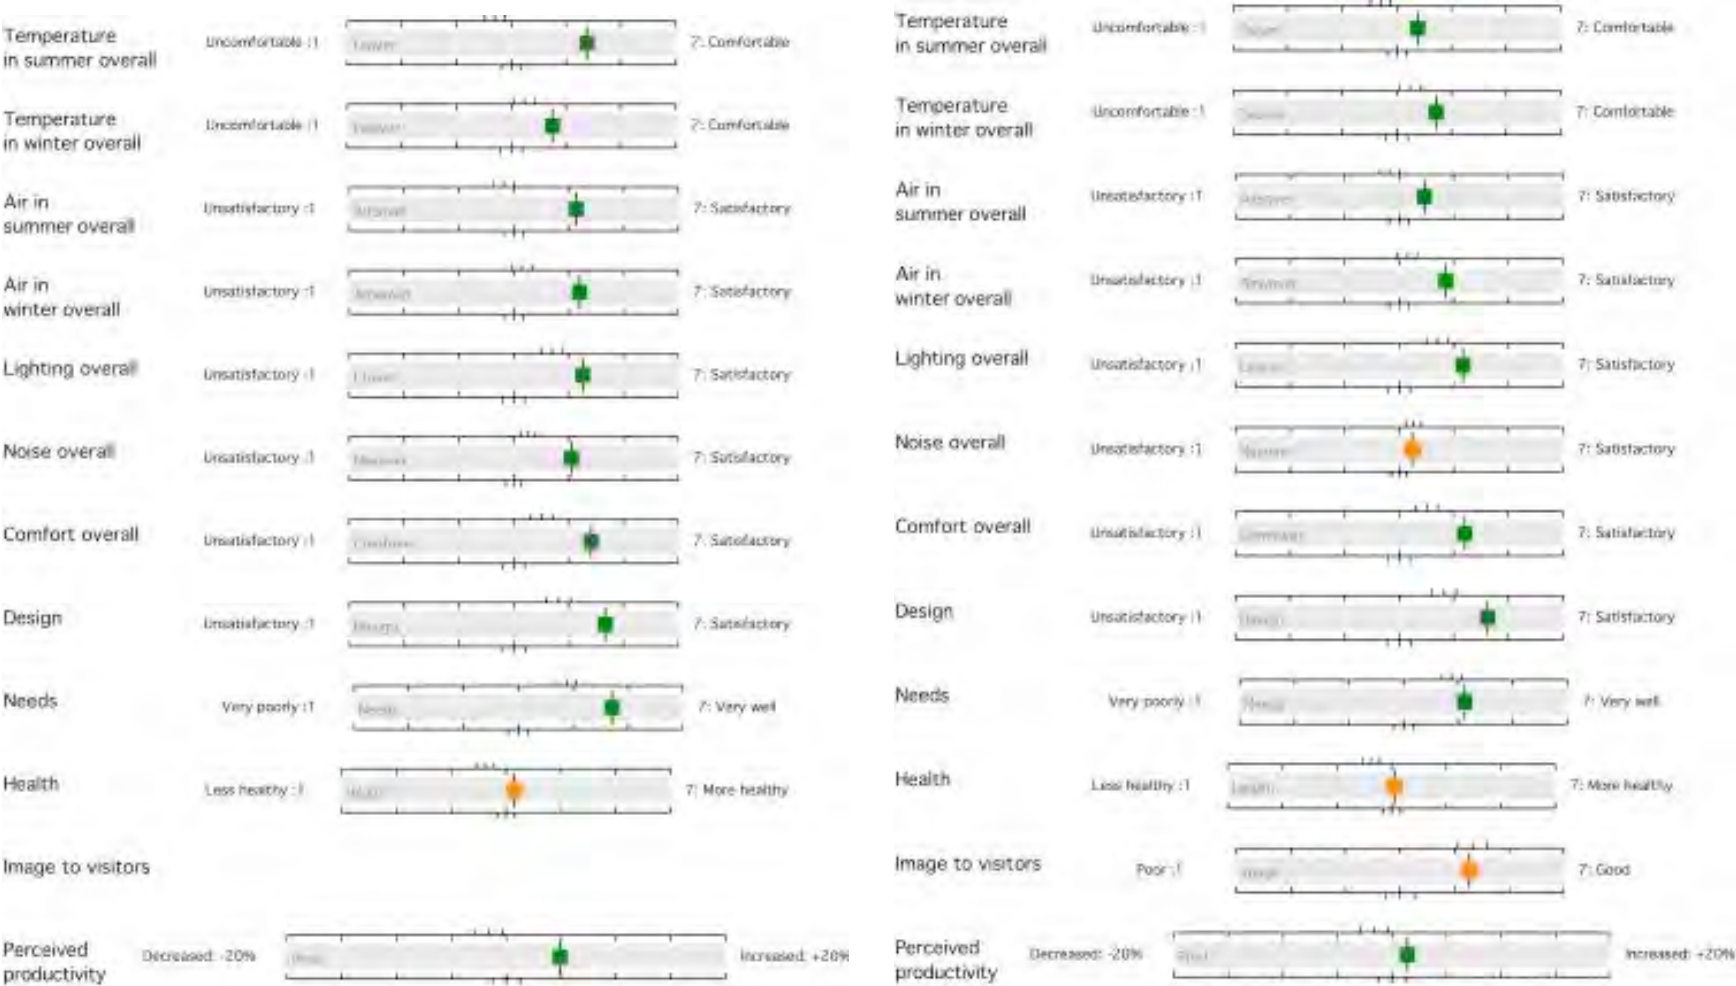 Temperature
in summer overall
Uncomfortable :1
7: Comfortable
Temperature
in winter overall
Uncomfortable :1
7: Comfortable
Air in
summer overall
Unsatisfactory :1
7: Satisfactory
Air in
winter overall
Unsatisfactory :1
7: Satisfactory
Lighting overall
Unsatisfactory :1
7: Satisfactory
Noise overall
Unsatisfactory :1
7: Satisfactory
Comfort overall
Unsatisfactory :1
7: Satisfactory
Design
Unsatisfactory :1
Design
7: Satisfactory
Needs
Very poorly :1
Needs
7: Very well
Health
Less healthy :1
7: More healthy
Image to visitors
Perceived
productivity
Decreased: -20%
Increased: +20%
Temperature
in summer overall
Uncomfortable :1
7: Comfortable
Temperature
in winter overall
Uncomfortable :1
7: Comfortable
Air in
summer overall
Unsatisfactory :1
7: Satisfactory
Air in
winter overall
Unsatisfactory :1
7: Satisfactory
Lighting overall
Unsatisfactory :1
7: Satisfactory
Noise overall
Unsatisfactory :1
7: Satisfactory
Comfort overall
Unsatisfactory :1
7: Satisfactory
Design
Unsatisfactory :1
7: Satisfactory
Needs
Very poorly :1
7: Very well
Health
Less healthy :1
7: More healthy
Image to visitors
Poor :1
7: Good
Perceived
productivity
Decreased: -20%
Increased: +20%